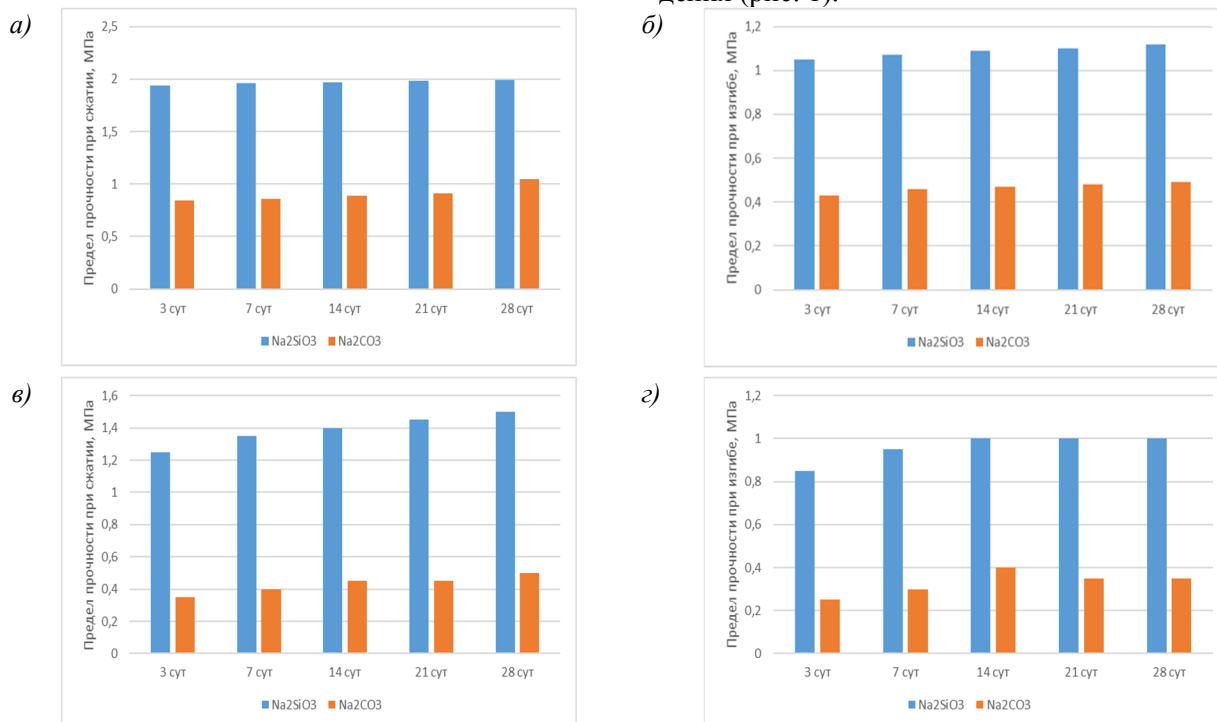 дения (рис. 1).
а)
Предел прочности при сжатии, МПа
2,5
2
1,5
1
0,5
0
3 сут 7 сут 14 сут 21 сут 28 сут
Na2SiO3 Na2CO3
б)
Предел прочности при изгибе, МПа
1,2
1
0,8
0,6
0,4
0,2
0
3 сут 7 сут 14 сут 21 сут 28 сут
Na2SiO3 Na2CO3
в)
Предел прочности при сжатии, МПа
1,6
1,4
1,2
1
0,8
0,6
0,4
0,2
0
3 сут 7 сут 14 сут 21 сут 28 сут
Na2SiO3 Na2CO3
г)
Предел прочности при изгибе, МПа
1,2
1
0,8
0,6
0,4
0,2
0
3 сут 7 сут 14 сут 21 сут 28 сут
Na2SiO3 Na2CO3